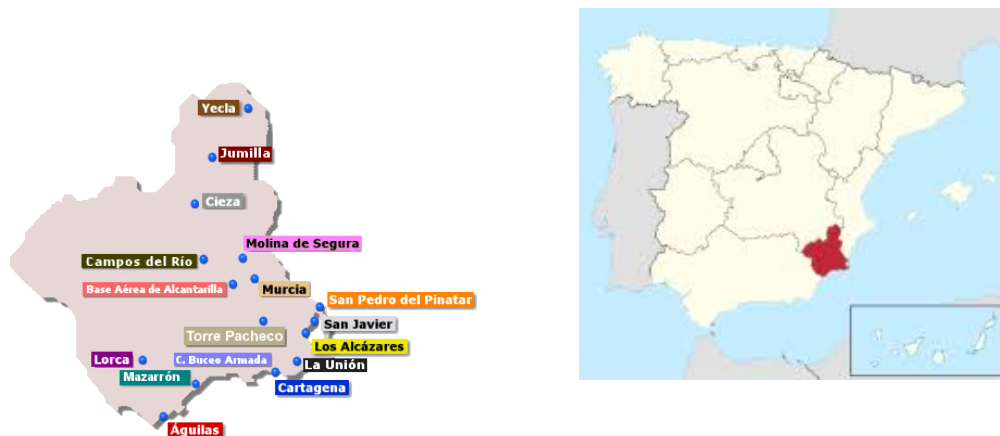 Yecla
Jumilla
Cieza
Molina de Segura
Campos del Río
Base Aérea de Alcantarilla
Murcia
San Pedro del Pinatar
San Javier
Torre Pacheco
Los Alcázares
Lorca
C. Buceo Armada
La Unión
Mazarrón
Cartagena
Águilas